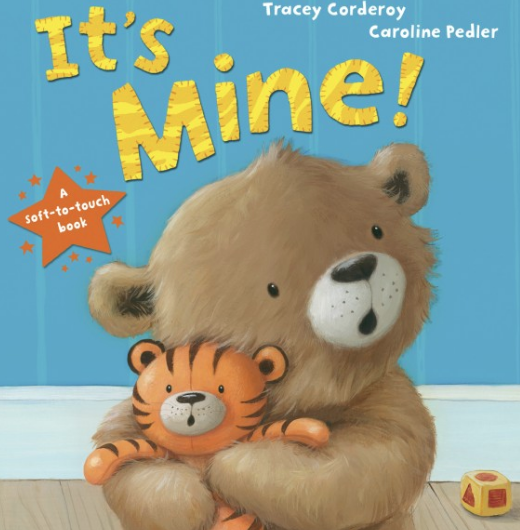 It's
Mine!
Tracey Corderoy
Caroline Pedler
A
soft-to-touch
book